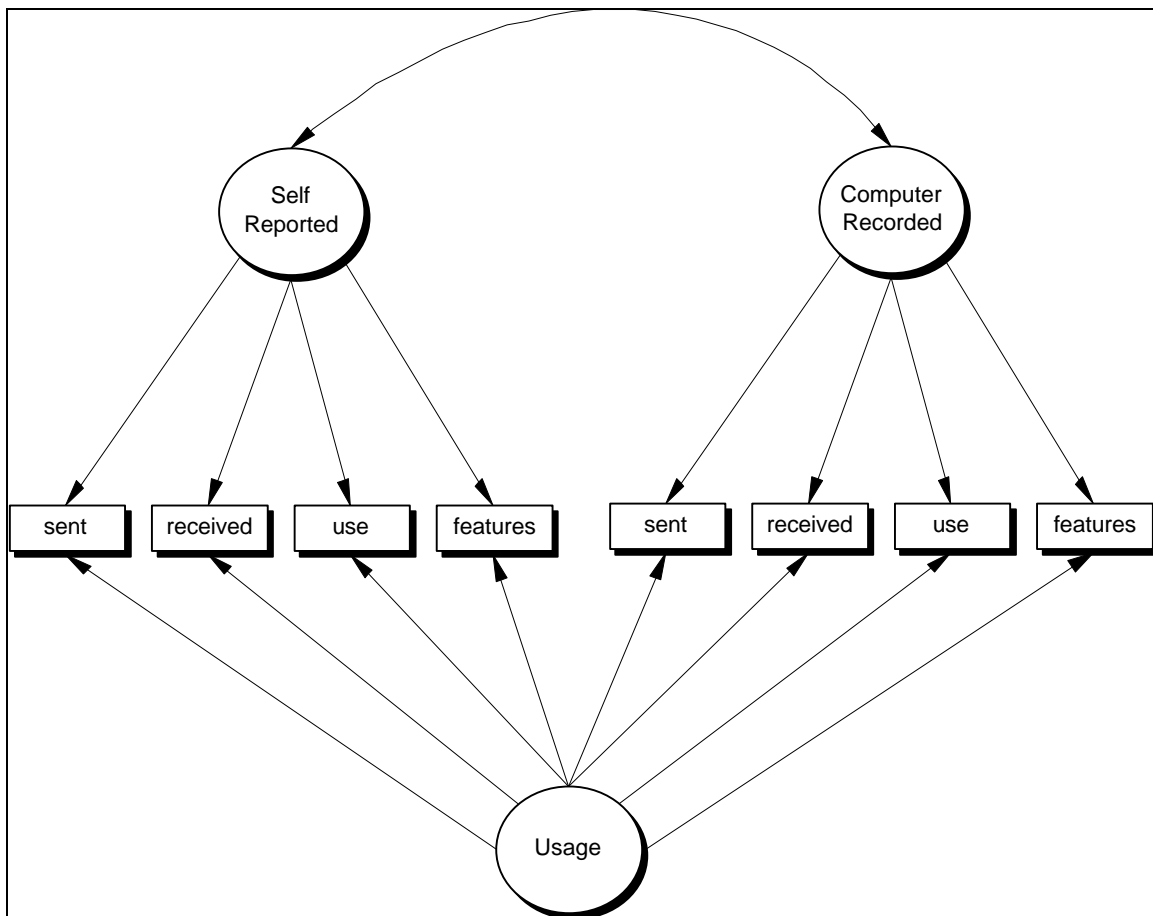 Self
Reported
Computer
Recorded
sent
received
use
features
sent
received
use
features
Usage